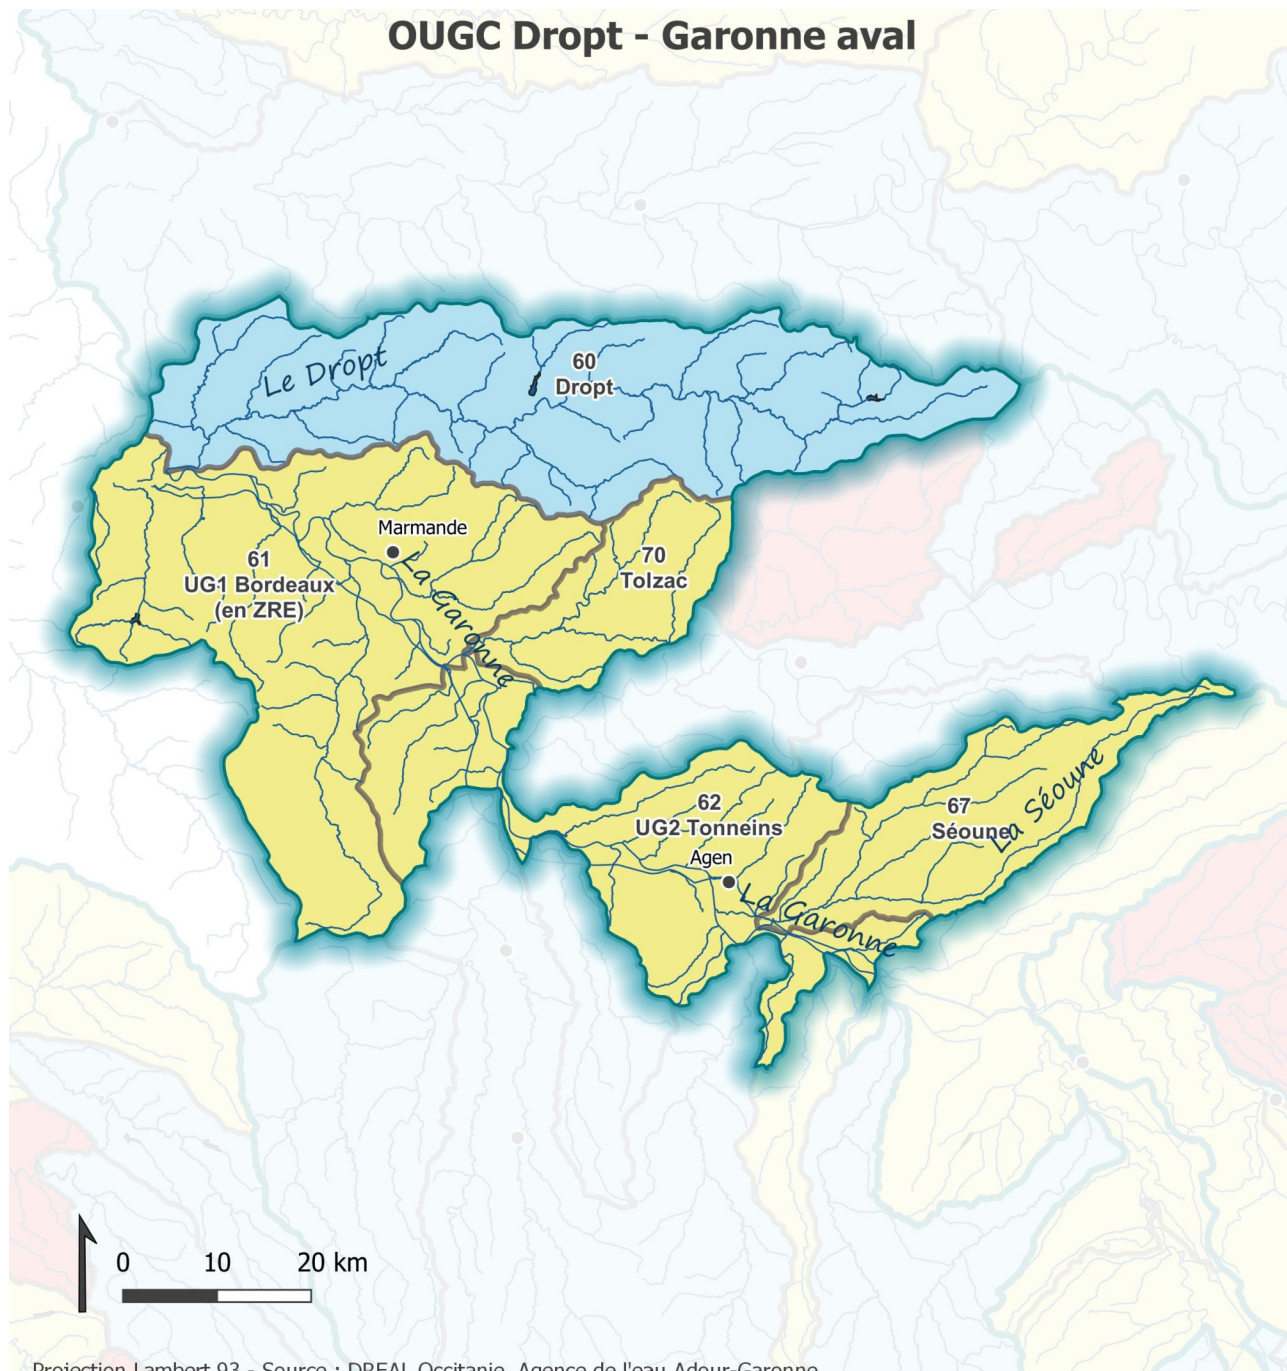 OUGC Dropt - Garonne aval
Le Dropt
60
Dropt
Marmande
La Garonne
61
UG1 Bordeaux
(en ZRE)
70
Tolzac
62
UG2 Tonneins
Agen
La Garonne
67
Séoune
La Séoune
0 10 20 km
Projection Lambert 93 - Source : DREAL Occitanie, Agence de l'eau Adour-Garonne